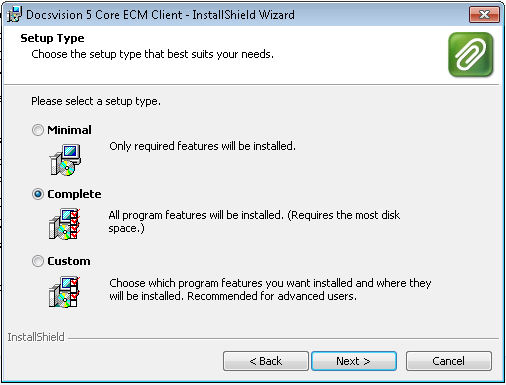 Docsvision 5 Core ECM Client - InstallShield Wizard
Setup Type
Choose the setup type that best suits your needs.
Please select a setup type.
Minimal
Only required features will be installed.
Complete
All program features will be installed. (Requires the most disk
space.)
Custom
Choose which program features you want installed and where they
will be installed. Recommended for advanced users.
InstallShield
< Back
Next >
Cancel